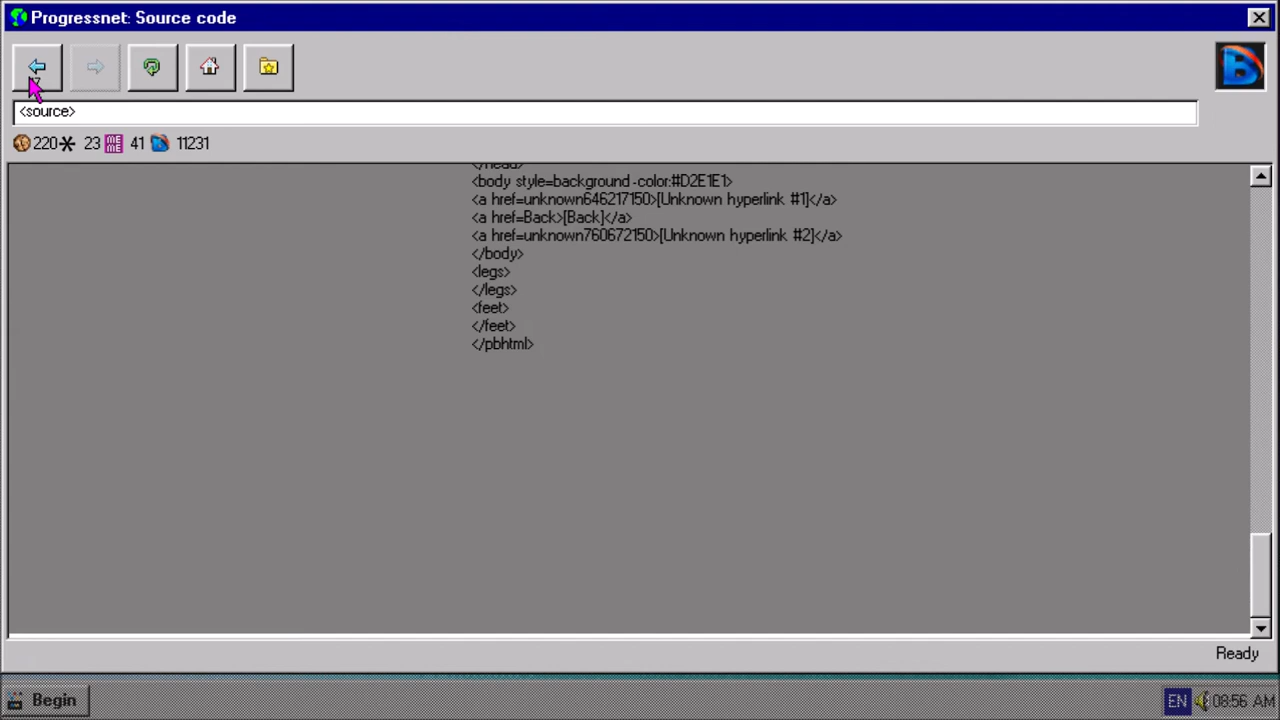 Progressnet: Source code
<source>
220 23 41 11231
</head>
<body style=background-color:#D2E1E1>
<a href=unknown646217150>[Unknown hyperlink #1]</a>
<a href=Back>[Back]</a>
<a href=unknown760672150>[Unknown hyperlink #2]</a>
</body>
<legs>
</legs>
<feet>
</feet>
</pbhtml>
Ready
Begin
EN 08:56 AM